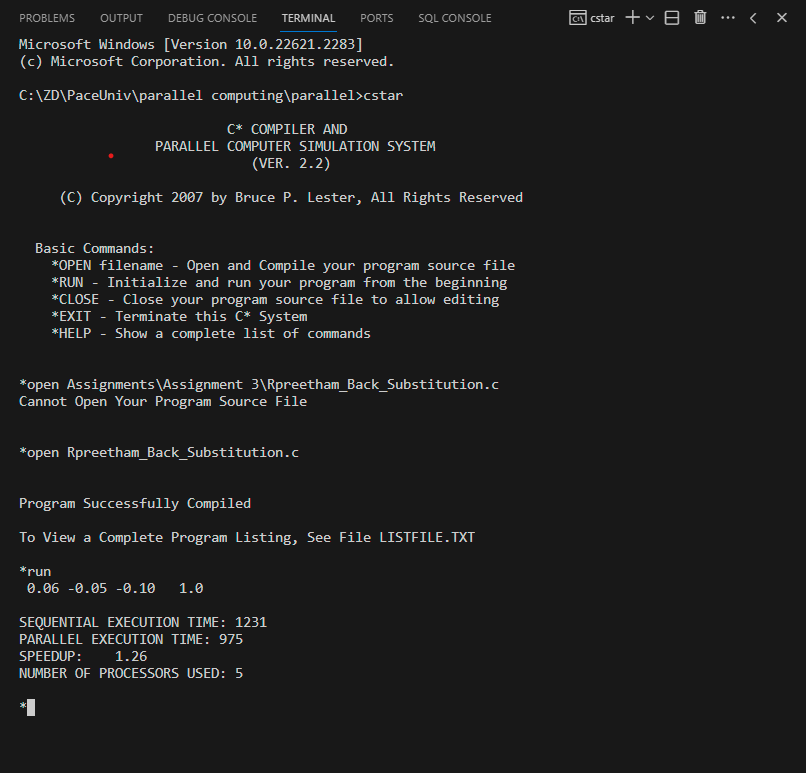 PROBLEMS OUTPUT DEBUG CONSOLE TERMINAL PORTS SQL CONSOLE cstar
Microsoft Windows [Version 10.0.22621.2283]
(c) Microsoft Corporation. All rights reserved.
C:\ZD\PaceUniv\parallel computing\parallel>cstar
C* COMPILER AND
PARALLEL COMPUTER SIMULATION SYSTEM
(VER. 2.2)
(C) Copyright 2007 by Bruce P. Lester, All Rights Reserved
Basic Commands:
*OPEN filename - Open and Compile your program source file
*RUN - Initialize and run your program from the beginning
*CLOSE - Close your program source file to allow editing
*EXIT - Terminate this C* System
*HELP - Show a complete list of commands
*open Assignments\Assignment 3\Rpreetham_Back_Substitution.c
Cannot Open Your Program Source File
*open Rpreetham_Back_Substitution.c
Program Successfully Compiled
To View a Complete Program Listing, See File LISTFILE.TXT
*run
0.06 -0.05 -0.10 1.0
SEQUENTIAL EXECUTION TIME: 1231
PARALLEL EXECUTION TIME: 975
SPEEDUP: 1.26
NUMBER OF PROCESSORS USED: 5
*